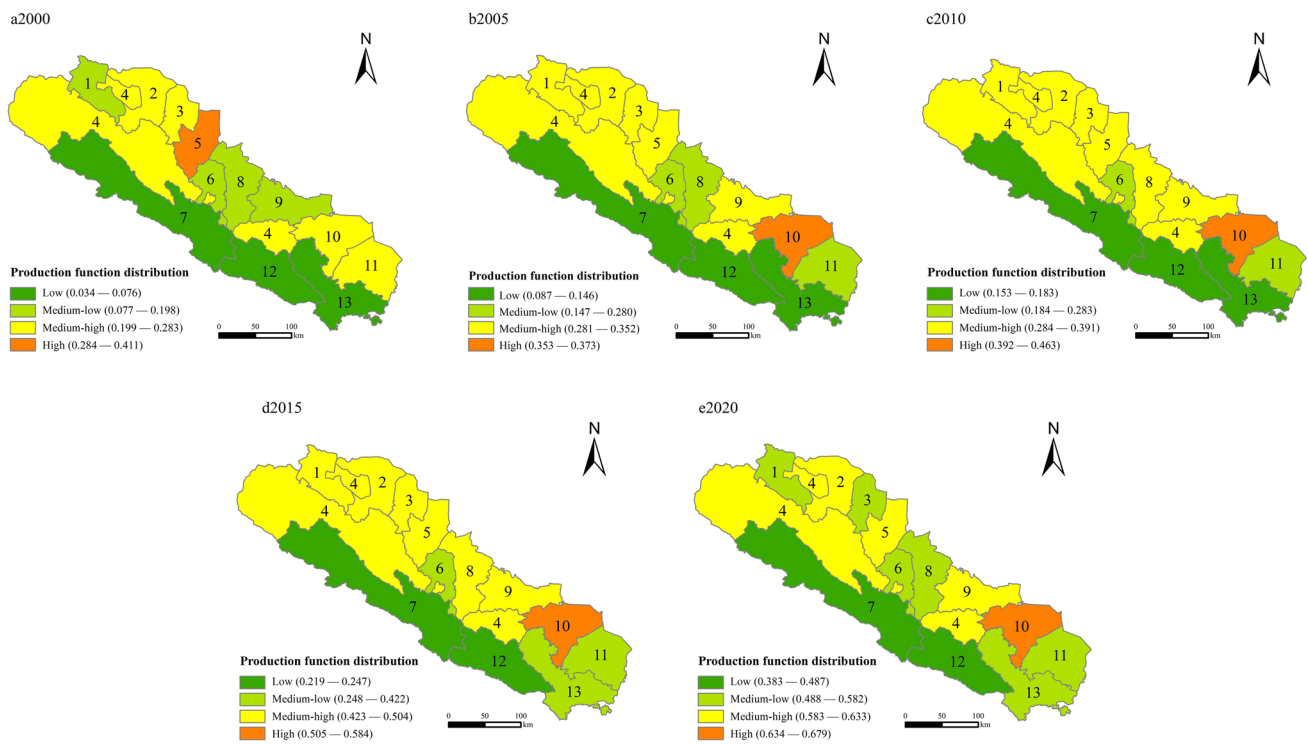 a2000
N
1
4
2
3
4
5
6
8
9
7
4
10
11
12
13
Production function distribution
Low (0.034 — 0.076)
Medium-low (0.077 — 0.198)
Medium-high (0.199 — 0.283)
High (0.284 — 0.411)
0 50 100
km
b2005
N
1
4
2
3
4
5
6
8
9
7
4
10
11
12
13
Production function distribution
Low (0.087 — 0.146)
Medium-low (0.147 — 0.280)
Medium-high (0.281 — 0.352)
High (0.353 — 0.373)
0 50 100
km
c2010
N
1
4
2
3
4
5
6
8
9
7
4
10
11
12
13
Production function distribution
Low (0.153 — 0.183)
Medium-low (0.184 — 0.283)
Medium-high (0.284 — 0.391)
High (0.392 — 0.463)
0 50 100
km
d2015
N
1
4
2
3
4
5
6
8
9
7
4
10
11
12
13
Production function distribution
Low (0.219 — 0.247)
Medium-low (0.248 — 0.422)
Medium-high (0.423 — 0.504)
High (0.505 — 0.584)
0 50 100
km
e2020
N
1
4
2
3
4
5
6
8
9
7
4
10
11
12
13
Production function distribution
Low (0.383 — 0.487)
Medium-low (0.488 — 0.582)
Medium-high (0.583 — 0.633)
High (0.634 — 0.679)
0 50 100
km